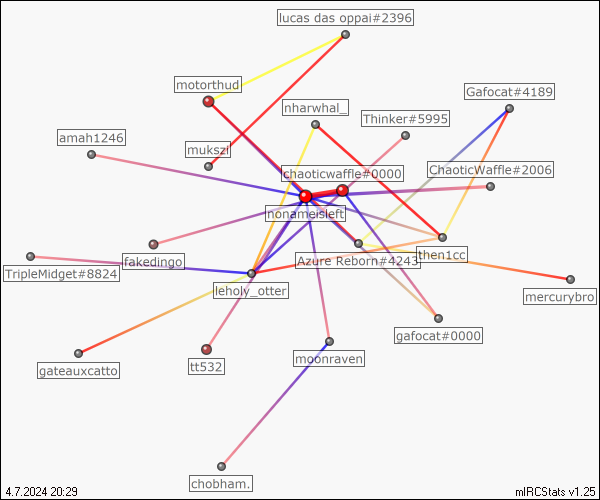 lucas das oppai#2396
motorthud
Gafocat#4189
nharwhal_
Thinker#5995
amah1246
mukszi
chaoticwaffle#0000
ChaoticWaffle#2006
nonameisleft
then1cc
fakedingo
Azure Reborn#4243
TripleMidget#8824
leholy_otter
mercurybro
gafocat#0000
moonraven
tt532
gateauxcatto
chobham.
4.7.2024 20:29
mIRCStats v1.25